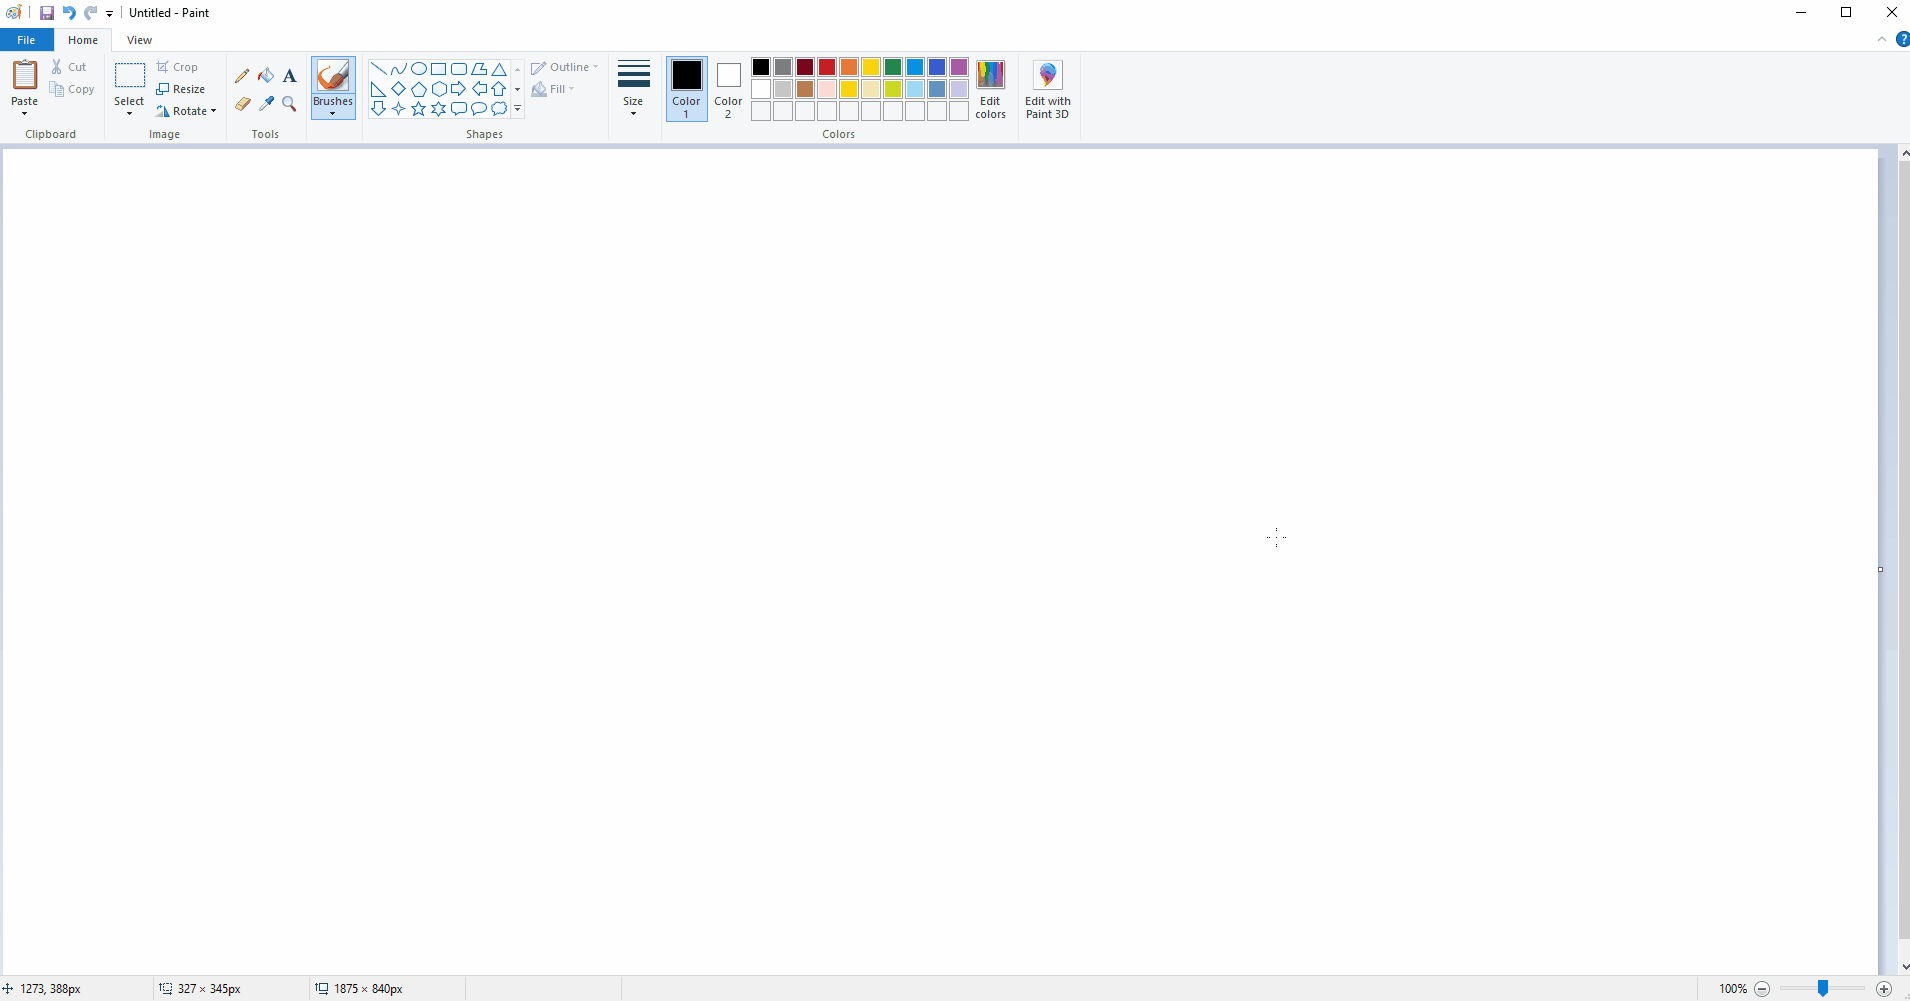 Untitled - Paint
File Home View
Paste Cut Copy Clipboard
Select Crop Resize Rotate Image
Tools
Brushes
Shapes Outline Fill
Size
Color 1 Color 2 Edit colors Colors
Edit with Paint 3D
1273, 388px 327 × 345px 1875 × 840px 100%